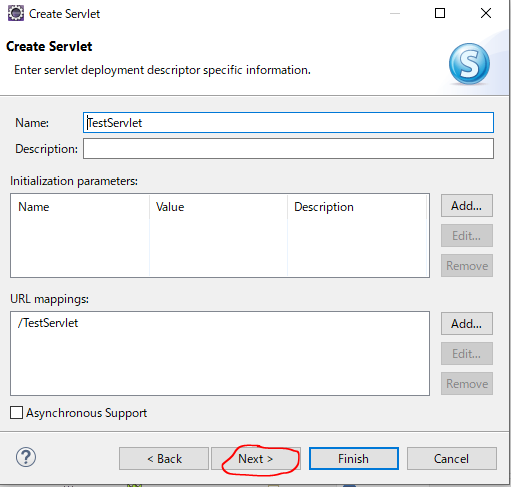 Create Servlet
Create Servlet
Enter servlet deployment descriptor specific information.
Name: TestServlet
Description:
Initialization parameters:
Name Value Description
Add...
Edit...
Remove
URL mappings:
/TestServlet
Add...
Edit...
Remove
Asynchronous Support
? < Back Next > Finish Cancel